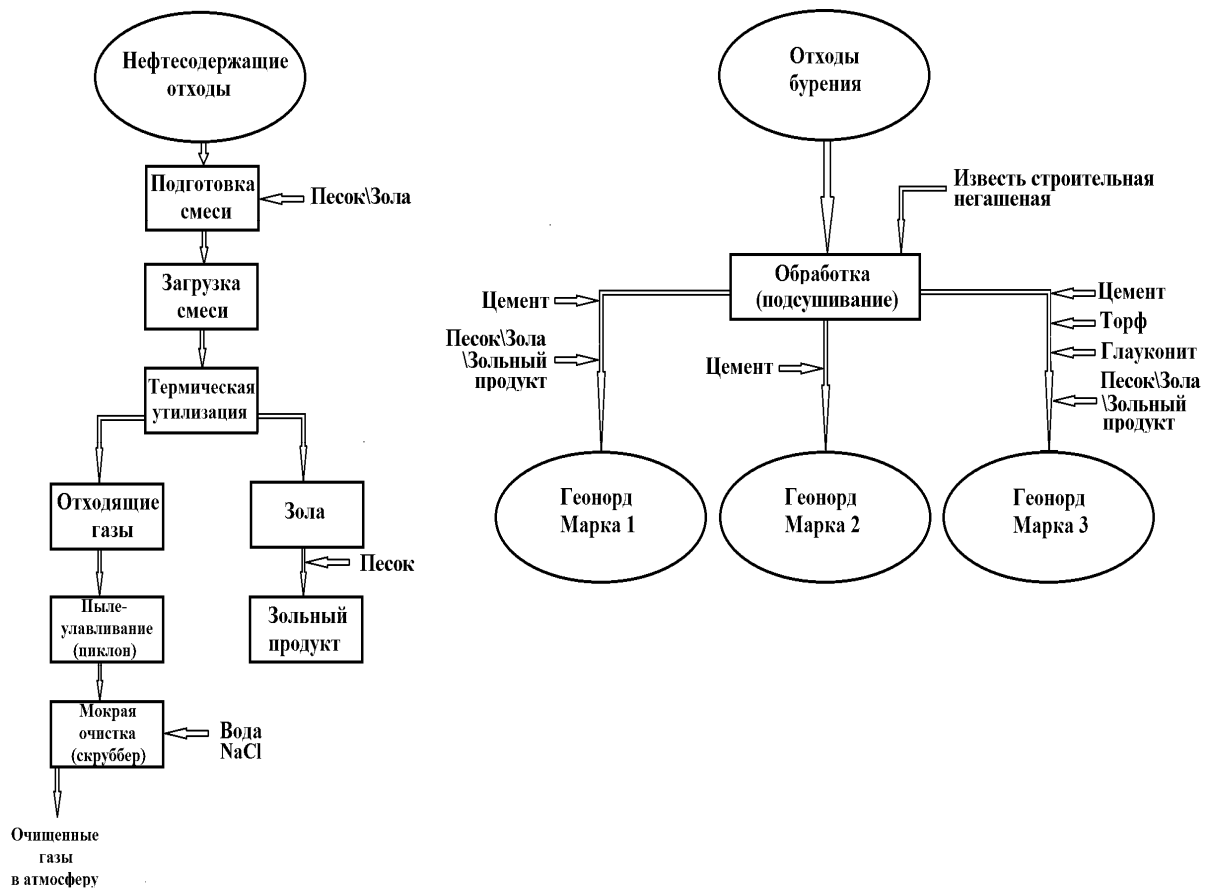 Нефтесодержащие
отходы
Подготовка
смеси
Песок\Зола
Загрузка
смеси
Термическая
утилизация
Отходящие
газы
Зола
Песок
Пыле-
улавливание
(циклон)
Зольный
продукт
Мокрая
очистка
(скруббер)
Вода
NaCl
Очищенные
газы
в атмосферу
Отходы
бурения
Известь строительная
негашеная
Обработка
(подсушивание)
Цемент
Песок\Зола
\Зольный
продукт
Цемент
Цемент
Торф
Глауконит
Песок\Зола
\Зольный
продукт
Геонорд
Марка 1
Геонорд
Марка 2
Геонорд
Марка 3